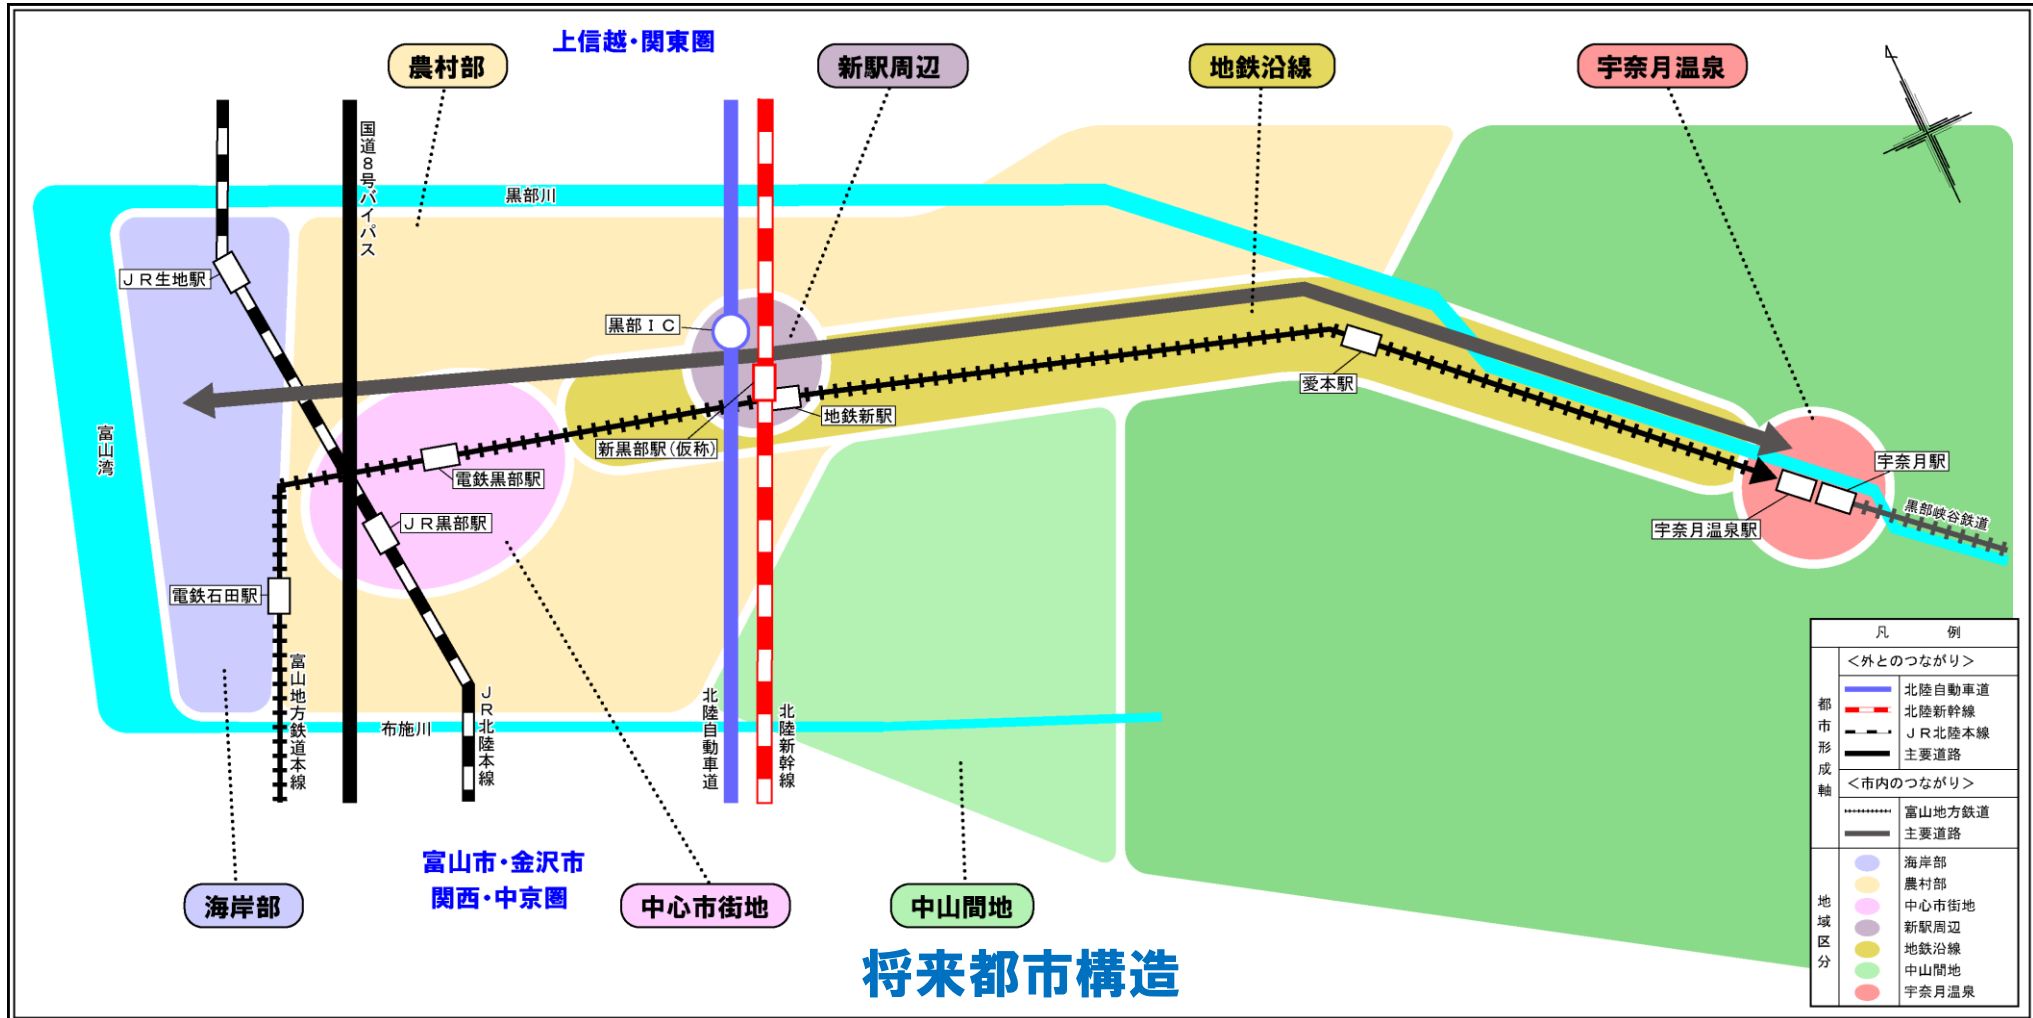 上信越・関東圏
農村部
新駅周辺
地鉄沿線
宇奈月温泉
国道8号バイパス
黒部川
JR生地駅
黒部IC
富山湾
新黒部駅(仮称)
地鉄新駅
愛本駅
電鉄黒部駅
JR黒部駅
宇奈月駅
宇奈月温泉駅
黒部峡谷鉄道
電鉄石田駅
富山地方鉄道本線
布施川
JR北陸本線
北陸自動車道
北陸新幹線
富山市・金沢市
関西・中京圏
海岸部
中心市街地
中山間地
将来都市構造
凡 例
都市形成軸
<外とのつながり>
北陸自動車道
北陸新幹線
JR北陸本線
主要道路
<市内のつながり>
富山地方鉄道
主要道路
地域区分
海岸部
農村部
中心市街地
新駅周辺
地鉄沿線
中山間地
宇奈月温泉